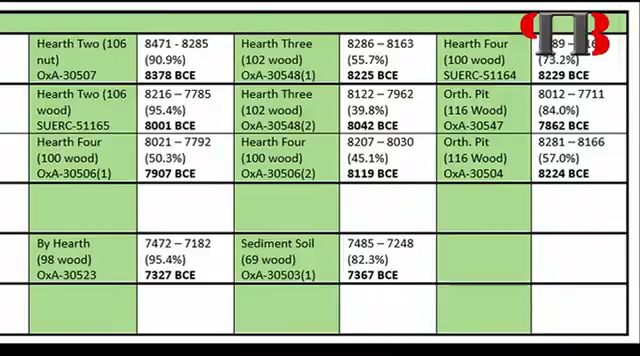 Hearth Two (106 nut) OxA-30507
8471 - 8285 (90.9%) 8378 BCE
Hearth Three (102 wood) OxA-30548(1)
8286 – 8163 (55.7%) 8225 BCE
Hearth Four (100 wood) SUERC-51164
(73.2%) 8229 BCE
Hearth Two (106 wood) SUERC-51165
8216 – 7785 (95.4%) 8001 BCE
Hearth Three (102 wood) OxA-30548(2)
8122 – 7962 (39.8%) 8042 BCE
Orth. Pit (116 Wood) OxA-30547
8012 – 7711 (84.0%) 7862 BCE
Hearth Four (100 wood) OxA-30506(1)
8021 – 7792 (50.3%) 7907 BCE
Hearth Four (100 wood) OxA-30506(2)
8207 – 8030 (45.1%) 8119 BCE
Orth. Pit (116 Wood) OxA-30504
8281 – 8166 (57.0%) 8224 BCE
By Hearth (98 wood) OxA-30523
7472 – 7182 (95.4%) 7327 BCE
Sediment Soil (69 wood) OxA-30503(1)
7485 – 7248 (82.3%) 7367 BCE